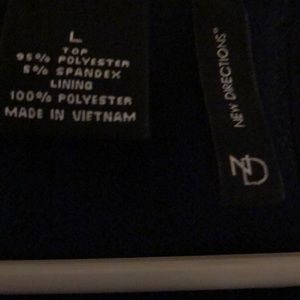 L
TOP
95% POLYESTER
5% SPANDEX
LINING
100% POLYESTER
MADE IN VIETNAM
NEW DIRECTIONS®
ND